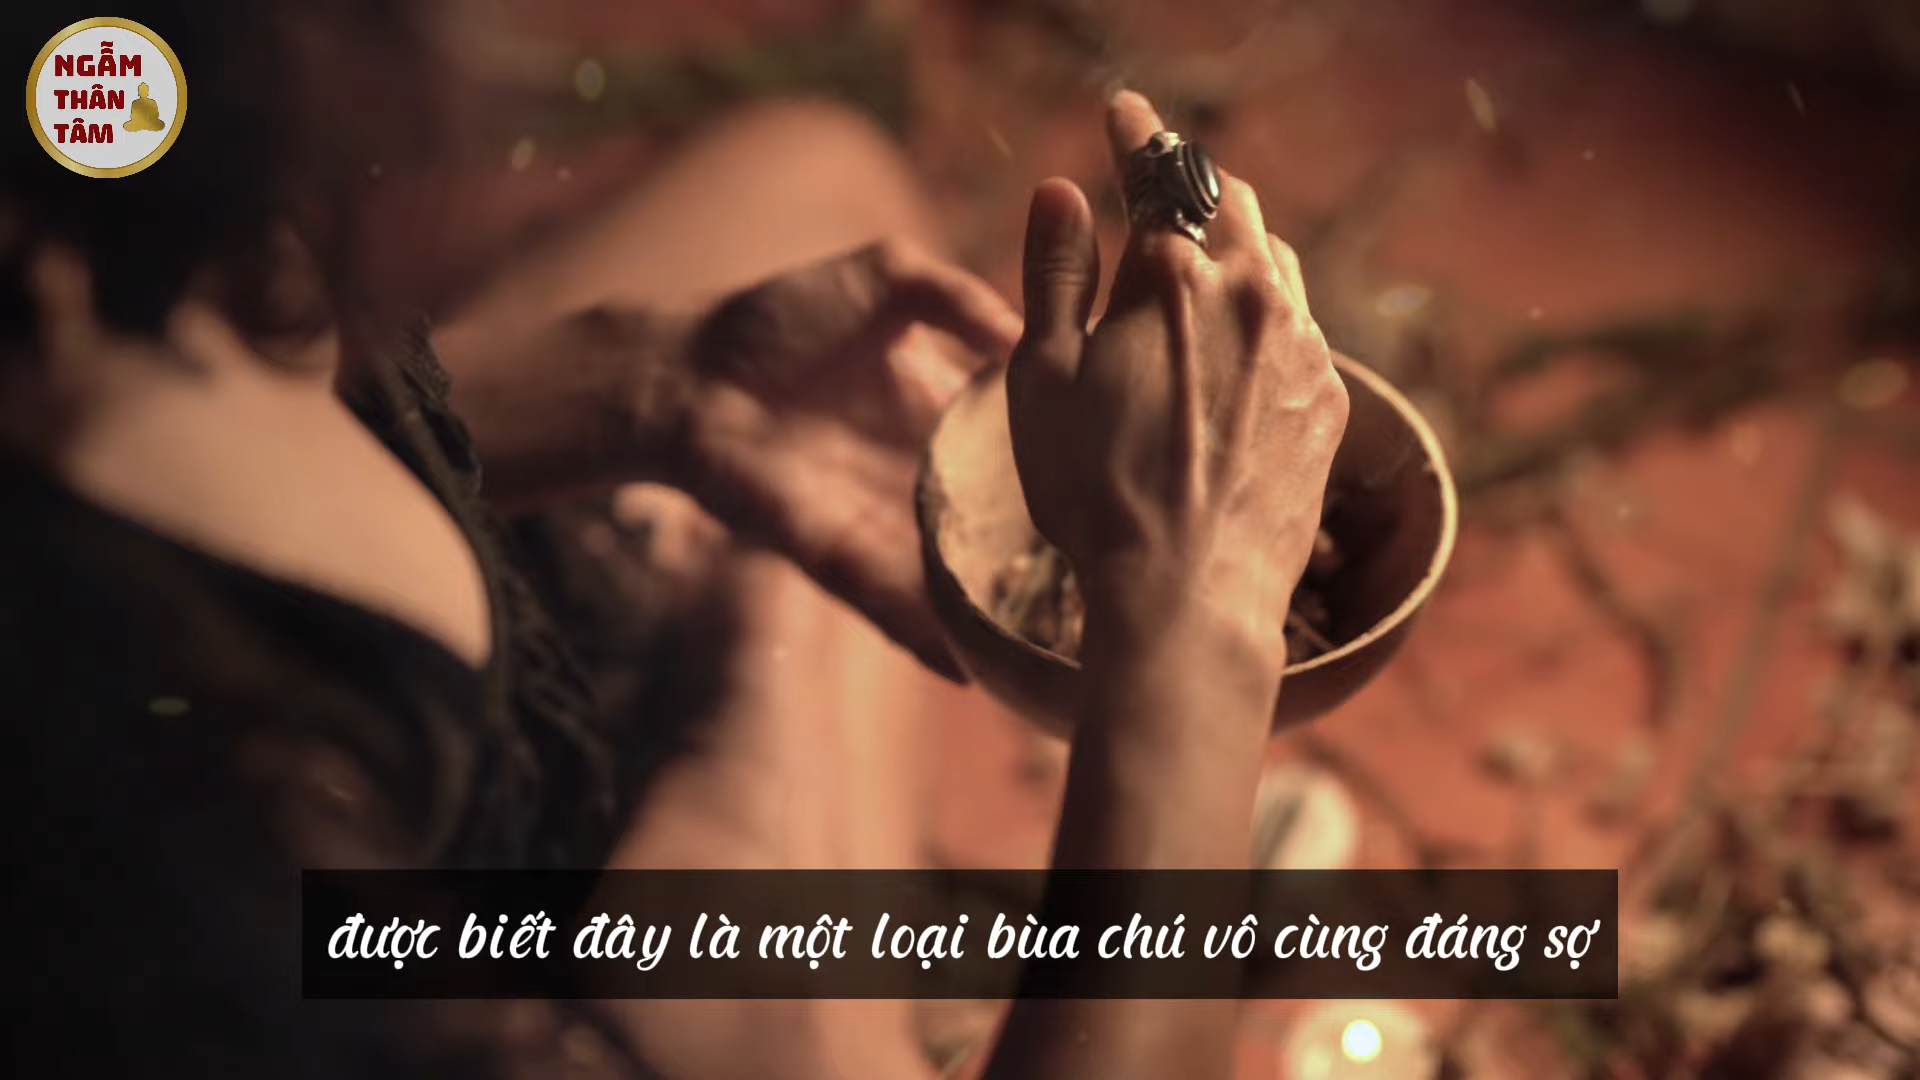 NGẪM
THÂN
TÂM
được biết đây là một loại bùa chú vô cùng đáng sợ